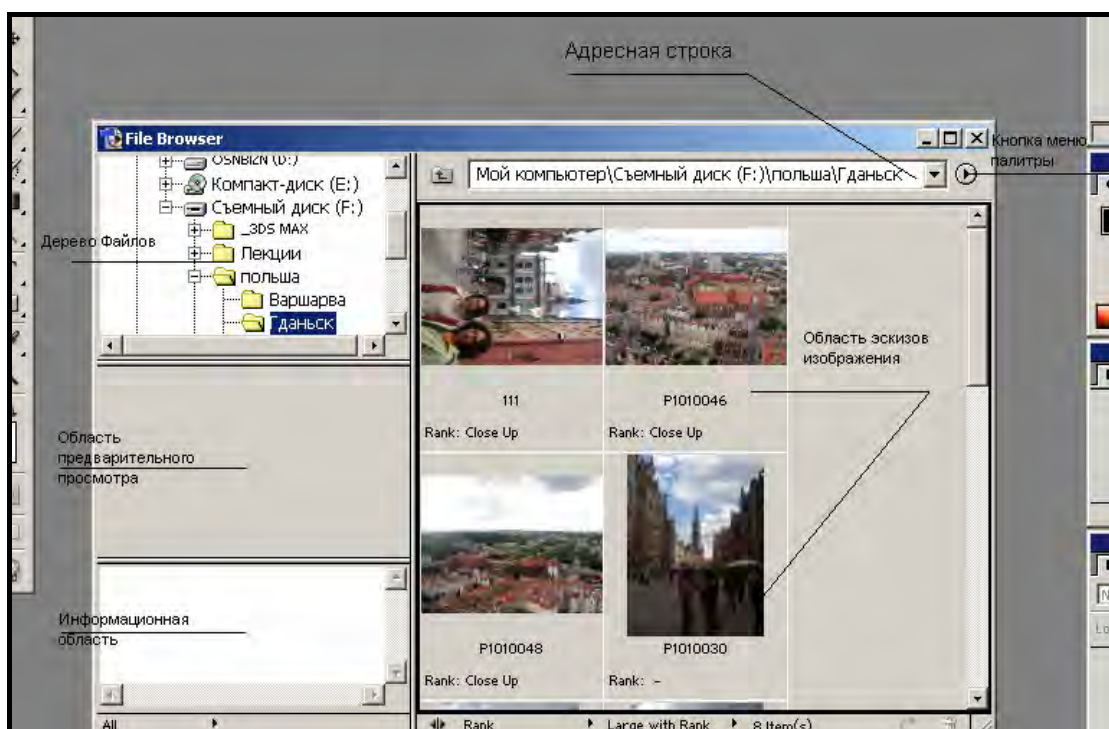 Адресная строка
File Browser
Кнопка меню
палитры
OSNBIZN (D:)
Компакт-диск (E:)
Съемный диск (F:)
_3DS MAX
Лекции
польша
Варшарва
Гданьск
Дерево Файлов
Мой компьютер\Съемный диск (F:)\польша\Гданьск
Область эскизов
изображения
111
P1010046
Rank: Close Up
Rank: Close Up
Область
предварительного
просмотра
Информационная
область
P1010048
P1010030
Rank: Close Up
Rank: -
All
Rank
Large with Rank
8 Item(s)